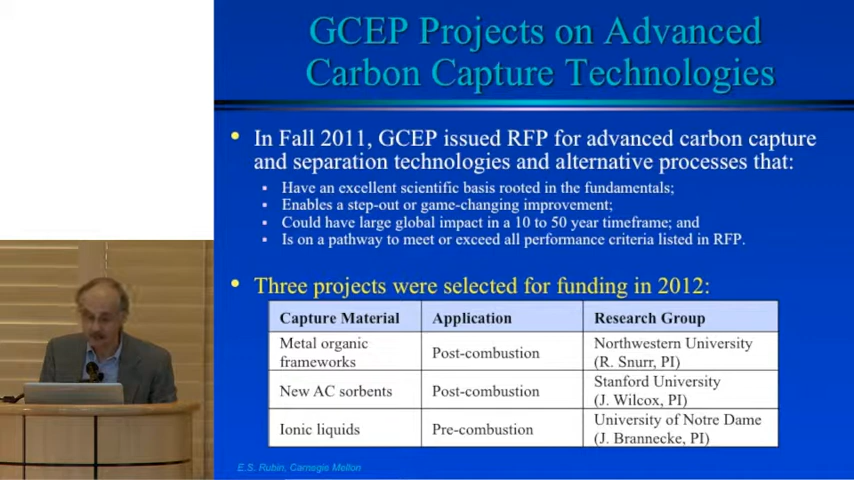 GCEP Projects on Advanced
Carbon Capture Technologies
• In Fall 2011, GCEP issued RFP for advanced carbon capture
and separation technologies and alternative processes that:
▪ Have an excellent scientific basis rooted in the fundamentals;
▪ Enables a step-out or game-changing improvement;
▪ Could have large global impact in a 10 to 50 year timeframe; and
▪ Is on a pathway to meet or exceed all performance criteria listed in RFP.
• Three projects were selected for funding in 2012:
Capture Material Application Research Group
Metal organic
frameworks
Post-combustion
Northwestern University
(R. Snurr, PI)
New AC sorbents
Post-combustion
Stanford University
(J. Wilcox, PI)
Ionic liquids
Pre-combustion
University of Notre Dame
(J. Brannecke, PI)
E.S. Rubin, Carnegie Mellon